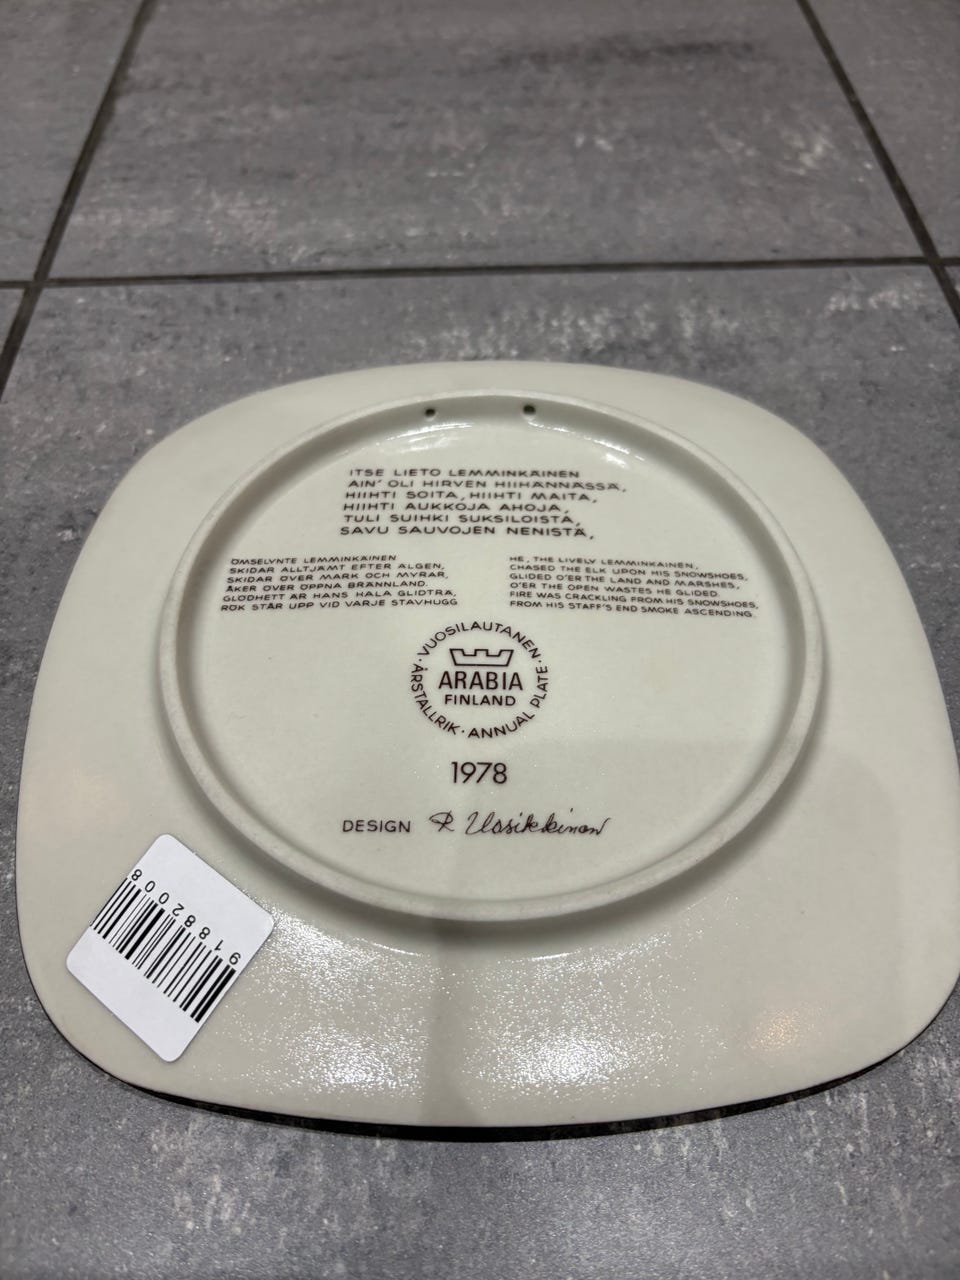 ITSE LIETO LEMMINKÄINEN
AIN' OLI HIRVEN HIIHÄNNÄSSÄ,
HIIHTI SOITA, HIIHTI MAITA,
HIIHTI AUKKOJA AHOJA,
TULI SUIHKI SUKSILOISTA,
SAVU SAUVOJEN NENISTÄ,
ÖMSELYNTE LEMMINKÄINEN
SKIDAR ALLTJÄMT EFTER ÄLGEN,
SKIDAR ÖVER MARK OCH MYRAR,
ÅKER ÖVER ÖPPNA BRÄNNLAND.
GLÖDHETT ÄR HANS HALA GLIDTRÄ,
RÖK STÅR UPP VID VARJE STAVHUGG
HE, THE LIVELY LEMMINKAINEN,
CHASED THE ELK UPON HIS SNOWSHOES,
GLIDED O'ER THE LAND AND MARSHES,
O'ER THE OPEN WASTES HE GLIDED.
FIRE WAS CRACKLING FROM HIS SNOWSHOES,
FROM HIS STAFF'S END SMOKE ASCENDING.
· VUOSILAUTANEN ·
ARABIA
FINLAND
ÅRSTALLRIK · ANNUAL PLATE
1978
DESIGN R Uosikkinen
91882008